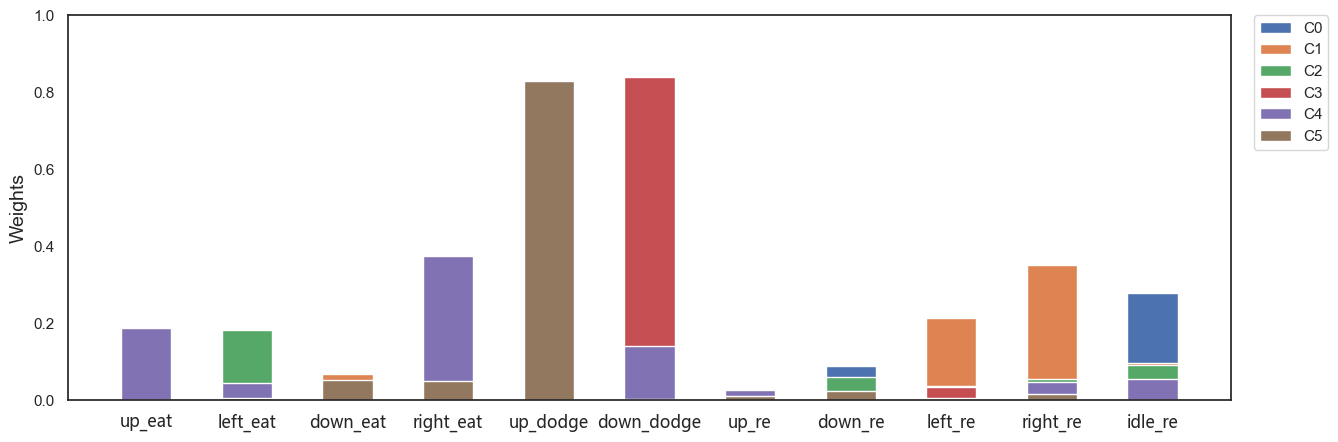 Weights
1.0
0.8
0.6
0.4
0.2
0.0
up_eat left_eat down_eat right_eat up_dodge down_dodge up_re down_re left_re right_re idle_re
C0
C1
C2
C3
C4
C5